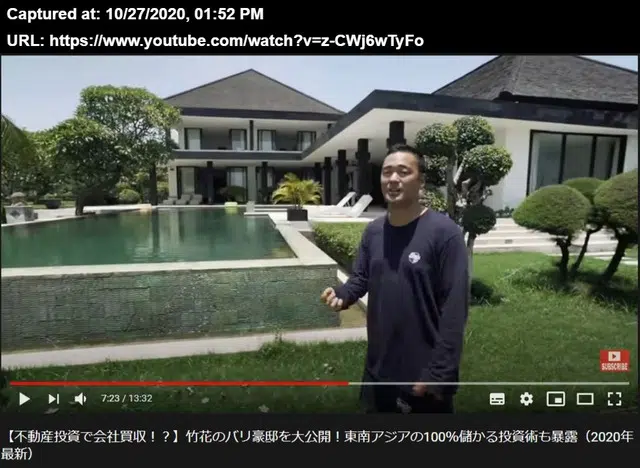 Captured at: 10/27/2020, 01:52 PM
URL: https://www.youtube.com/watch?v=z-CWj6wTyFo
SUBSCRIBE
7:23 / 13:32
【不動産投資で会社買収!?】竹花のバリ豪邸を大公開!東南アジアの100%儲かる投資術も暴露(2020年
最新)